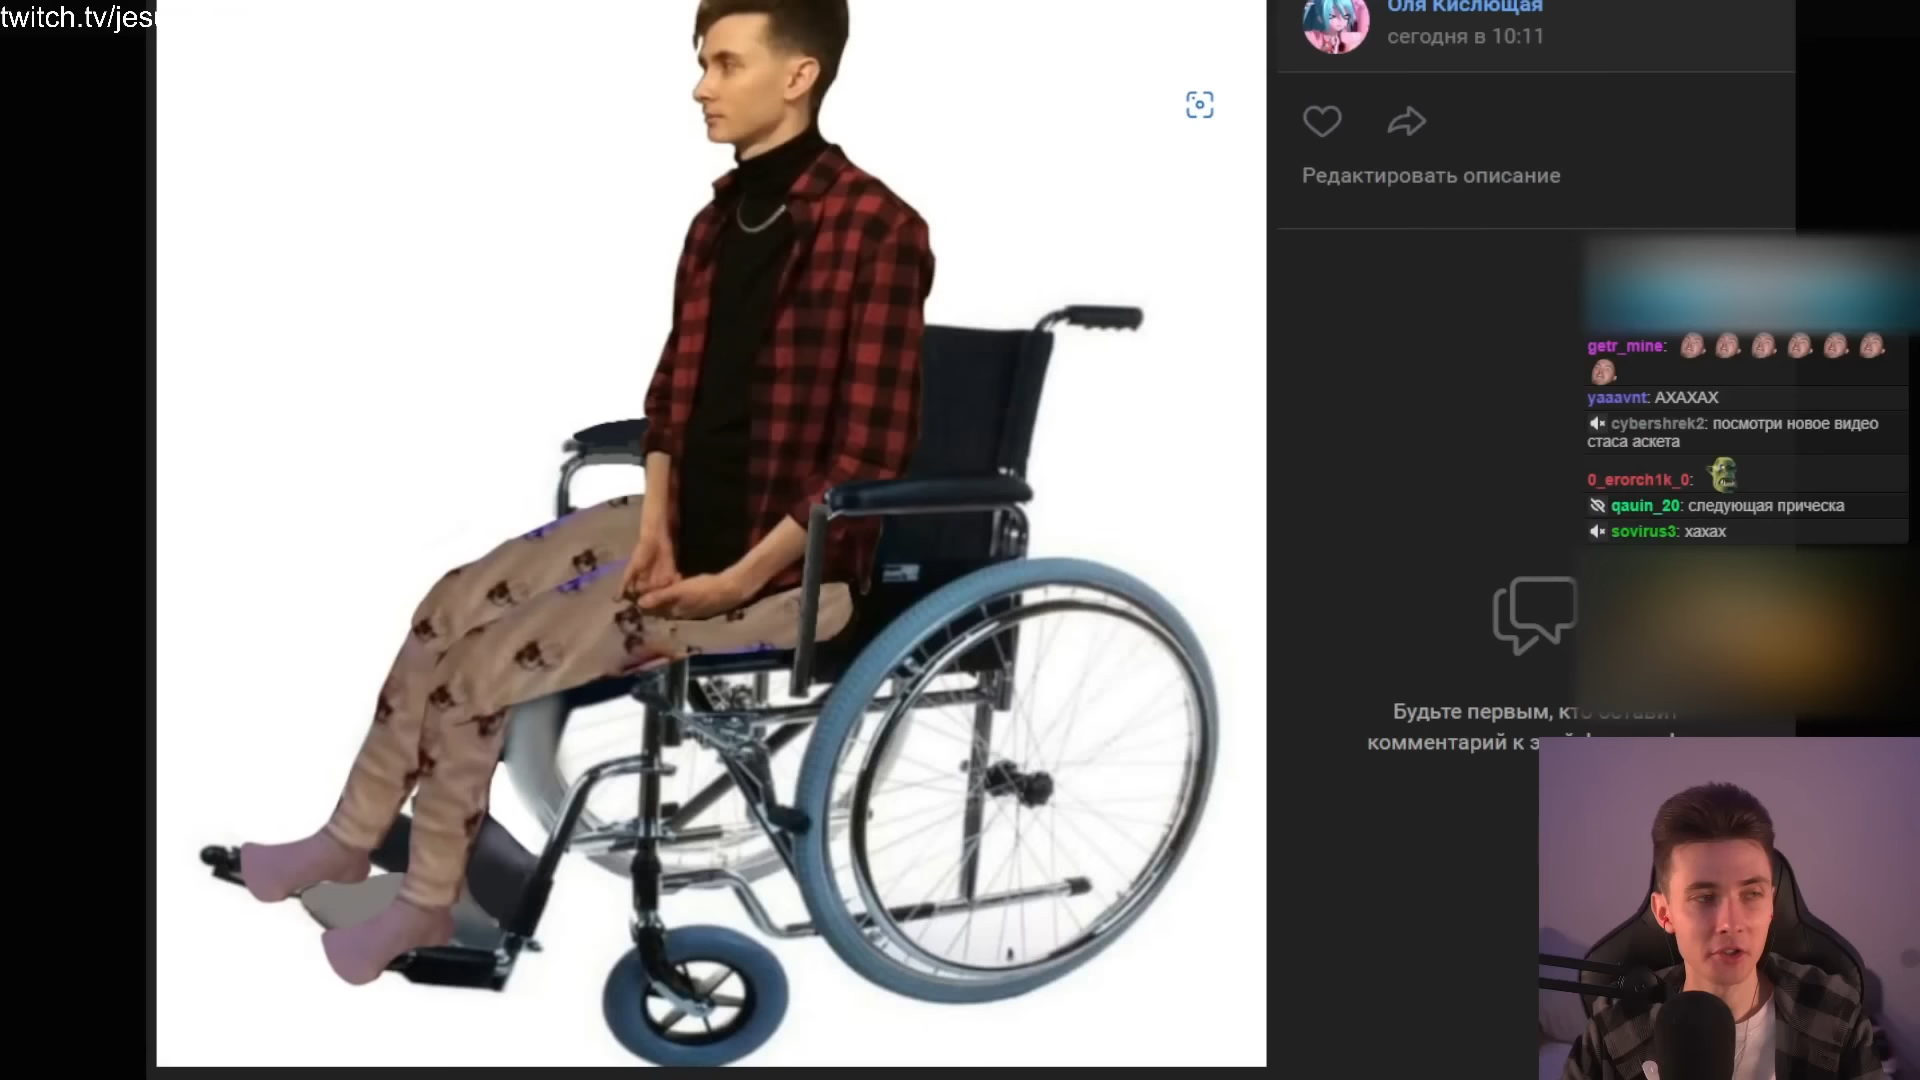 twitch.tv/jes
Оля Кислющая
сегодня в 10:11
Редактировать описание
getr_mine:
yaaavnt: АХАХАХ
cybershrek2: посмотри новое видео
стаса аскета
0_erorch1k_0:
qauin_20: следующая прическа
sovirus3: хахах
Будьте первым,
комментарий к